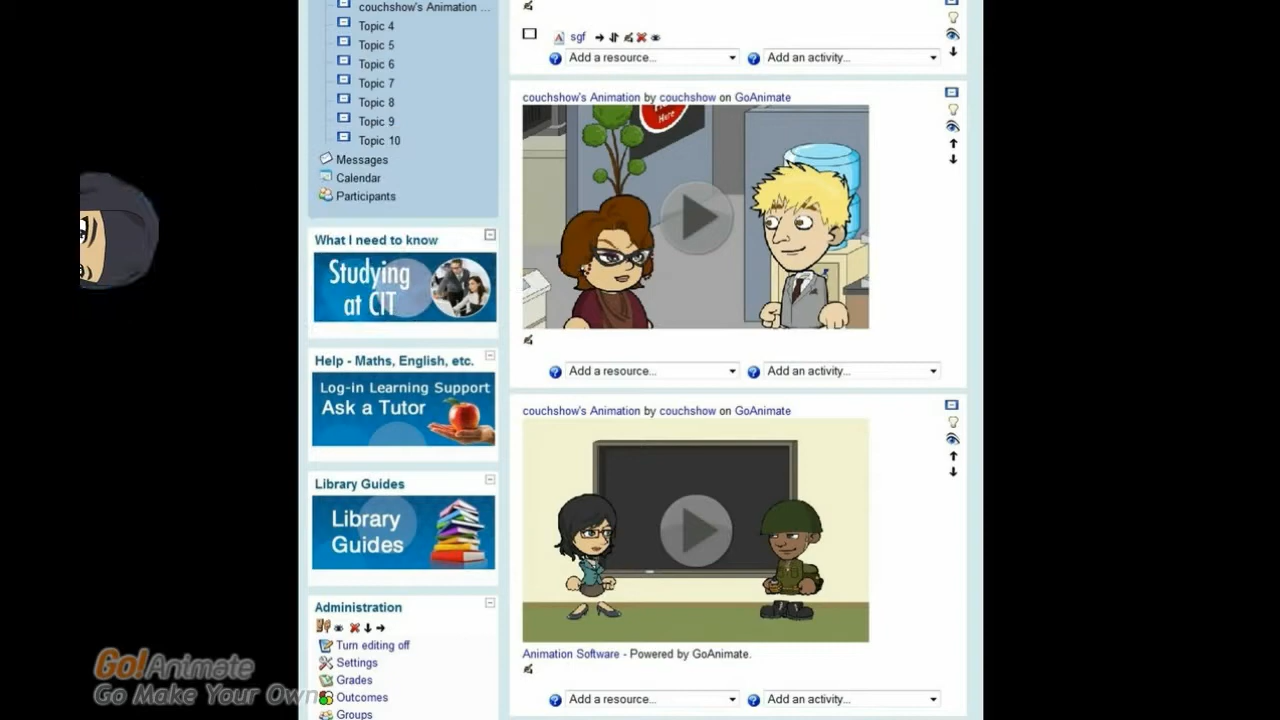 couchshow's Animation ...
Topic 4
Topic 5
Topic 6
Topic 7
Topic 8
Topic 9
Topic 10
Messages
Calendar
Participants
What I need to know
Studying
at CIT
Help - Maths, English, etc.
Log-in Learning Support
Ask a Tutor
Library Guides
Library
Guides
Administration
Turn editing off
Settings
Grades
Outcomes
Groups
sgf
Add a resource...
Add an activity...
couchshow's Animation by couchshow on GoAnimate
Here
Add a resource...
Add an activity...
couchshow's Animation by couchshow on GoAnimate
Animation Software - Powered by GoAnimate.
Add a resource...
Add an activity...
Go!Animate
Go Make Your Own